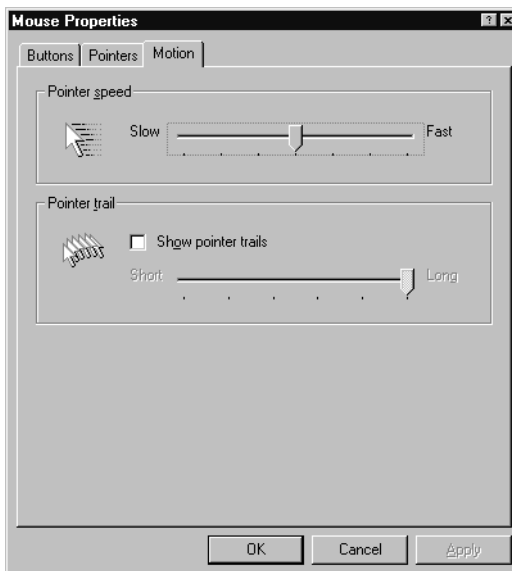 Mouse Properties
? X
Buttons Pointers Motion
Pointer speed
Slow Fast
Pointer trail
Show pointer trails
Short Long
OK Cancel Apply